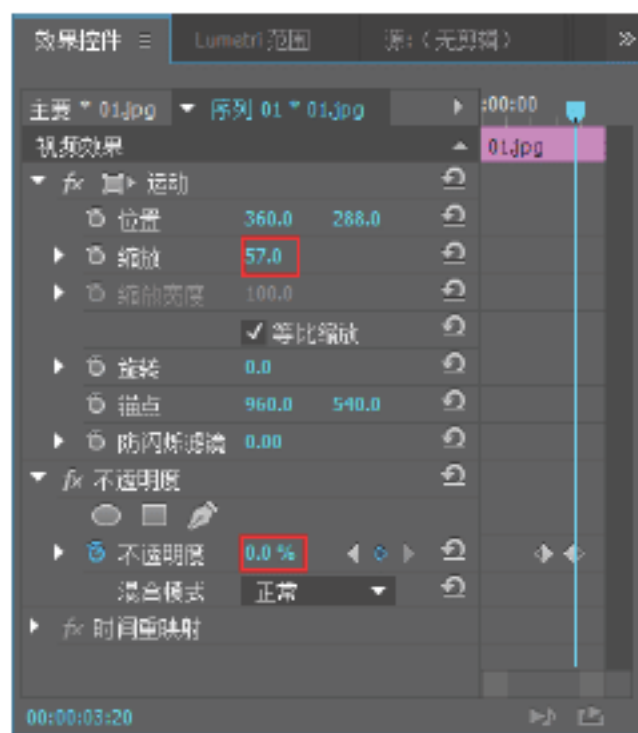 效果控件 Lumetri 范围 源:（无剪辑）
主要 * 01.jpg 序列 01 * 01.jpg :00:00
视频效果 01.jpg
fx 运动
位置 360.0 288.0
缩放 57.0
缩放宽度 100.0
等比缩放
旋转 0.0
锚点 960.0 540.0
防闪烁滤镜 0.00
fx 不透明度
不透明度 0.0 %
混合模式 正常
fx 时间重映射
00:00:03:20